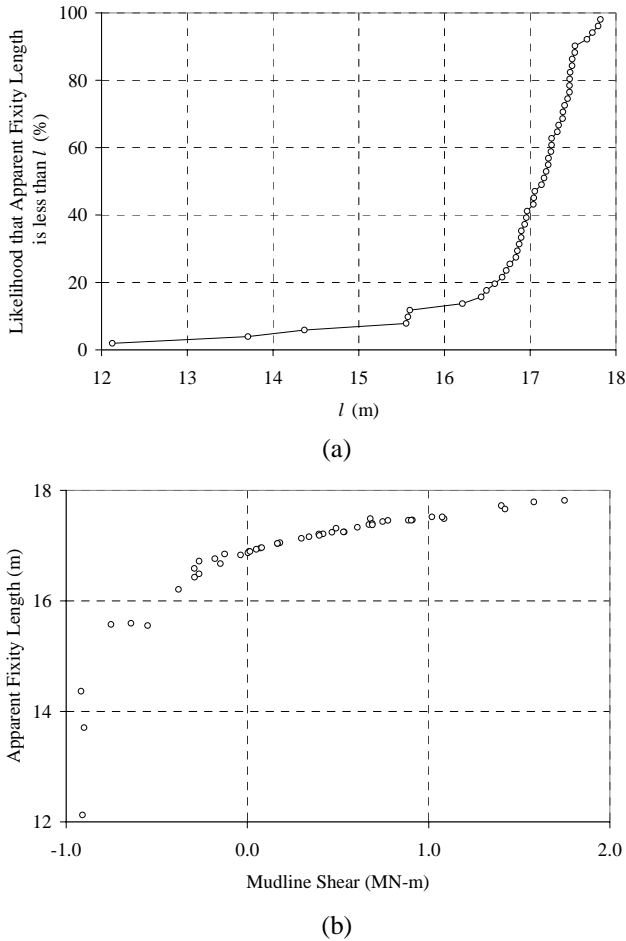 100
80
60
40
20
0
Likelihood that Apparent Fixity Length
is less than l (%)
12 13 14 15 16 17 18
l (m)
(a)
18
16
14
12
Apparent Fixity Length (m)
-1.0 0.0 1.0 2.0
Mudline Shear (MN-m)
(b)